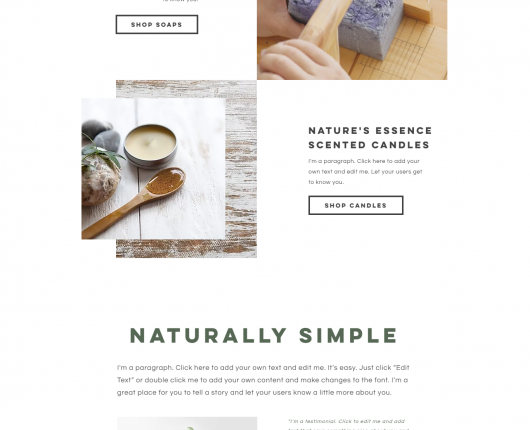 to know you.
SHOP SOAPS
NATURE'S ESSENCE
SCENTED CANDLES
I'm a paragraph. Click here to add your
own text and edit me. Let your users get
to know you.
SHOP CANDLES
NATURALLY SIMPLE
I'm a paragraph. Click here to add your own text and edit me. It's easy. Just click "Edit
Text" or double click me to add your own content and make changes to the font. I'm a
great place for you to tell a story and let your users know a little more about you.
"I'm a testimonial. Click to edit me and add